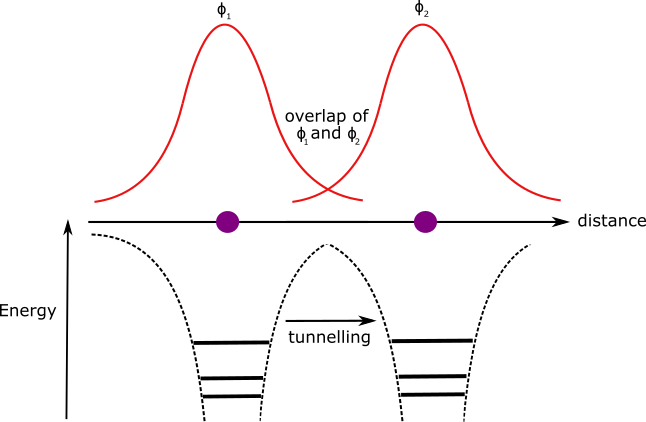 ϕ₁
ϕ₂
overlap of
ϕ₁ and ϕ₂
distance
Energy
tunnelling